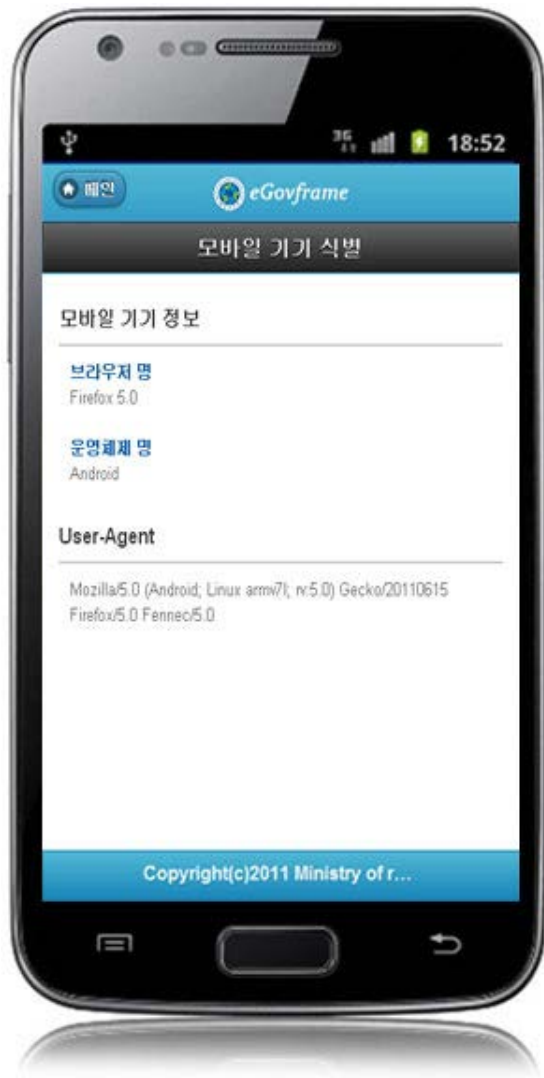 3G
18:52
메인
eGovframe
모바일 기기 식별
모바일 기기 정보
브라우저 명
Firefox 5.0
운영체제 명
Android
User-Agent
Mozilla/5.0 (Android; Linux armv7l; rv:5.0) Gecko/20110615
Firefox/5.0 Fennec/5.0
Copyright(c)2011 Ministry of r...